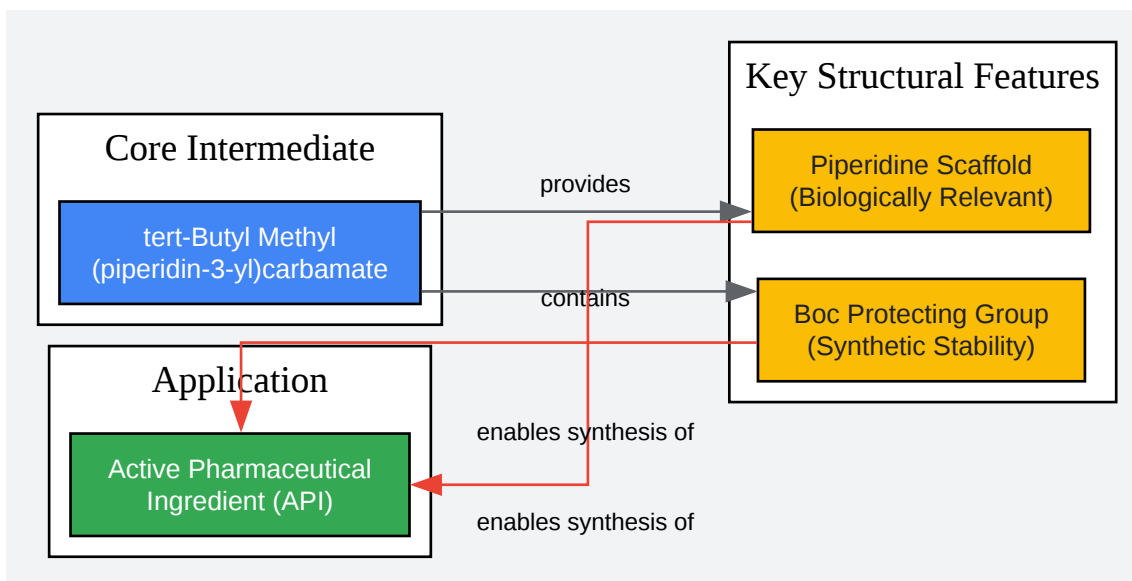 Key Structural Features
Core Intermediate
Piperidine Scaffold
(Biologically Relevant)
provides
tert-Butyl Methyl
(piperidin-3-yl)carbamate
contains
Boc Protecting Group
(Synthetic Stability)
Application
enables synthesis of
Active Pharmaceutical
Ingredient (API)
enables synthesis of